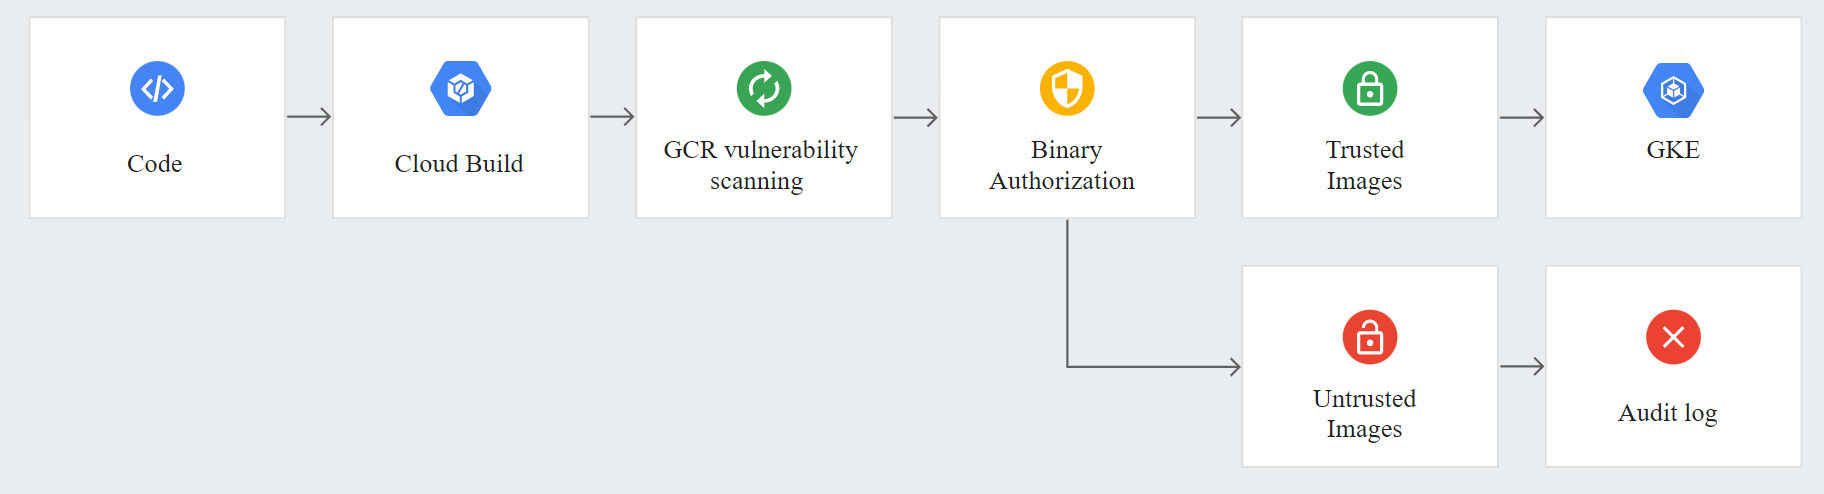 Code
Cloud Build
GCR vulnerability
scanning
Binary
Authorization
Trusted
Images
GKE
Untrusted
Images
Audit log